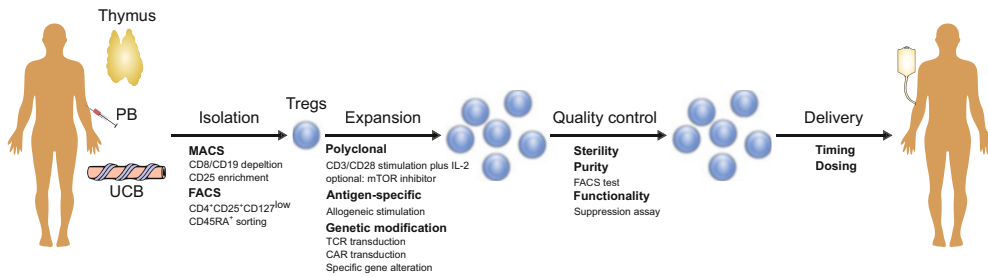 Thymus
PB
UCB
Isolation
MACS
CD8/CD19 depeltion
CD25 enrichment
FACS
CD4⁺CD25⁺CD127ˡᵒʷ
CD45RA⁺ sorting
Tregs
Expansion
Polyclonal
CD3/CD28 stimulation plus IL-2
optional: mTOR inhibitor
Antigen-specific
Allogeneic stimulation
Genetic modification
TCR transduction
CAR transduction
Specific gene alteration
Quality control
Sterility
Purity
FACS test
Functionality
Suppression assay
Delivery
Timing
Dosing